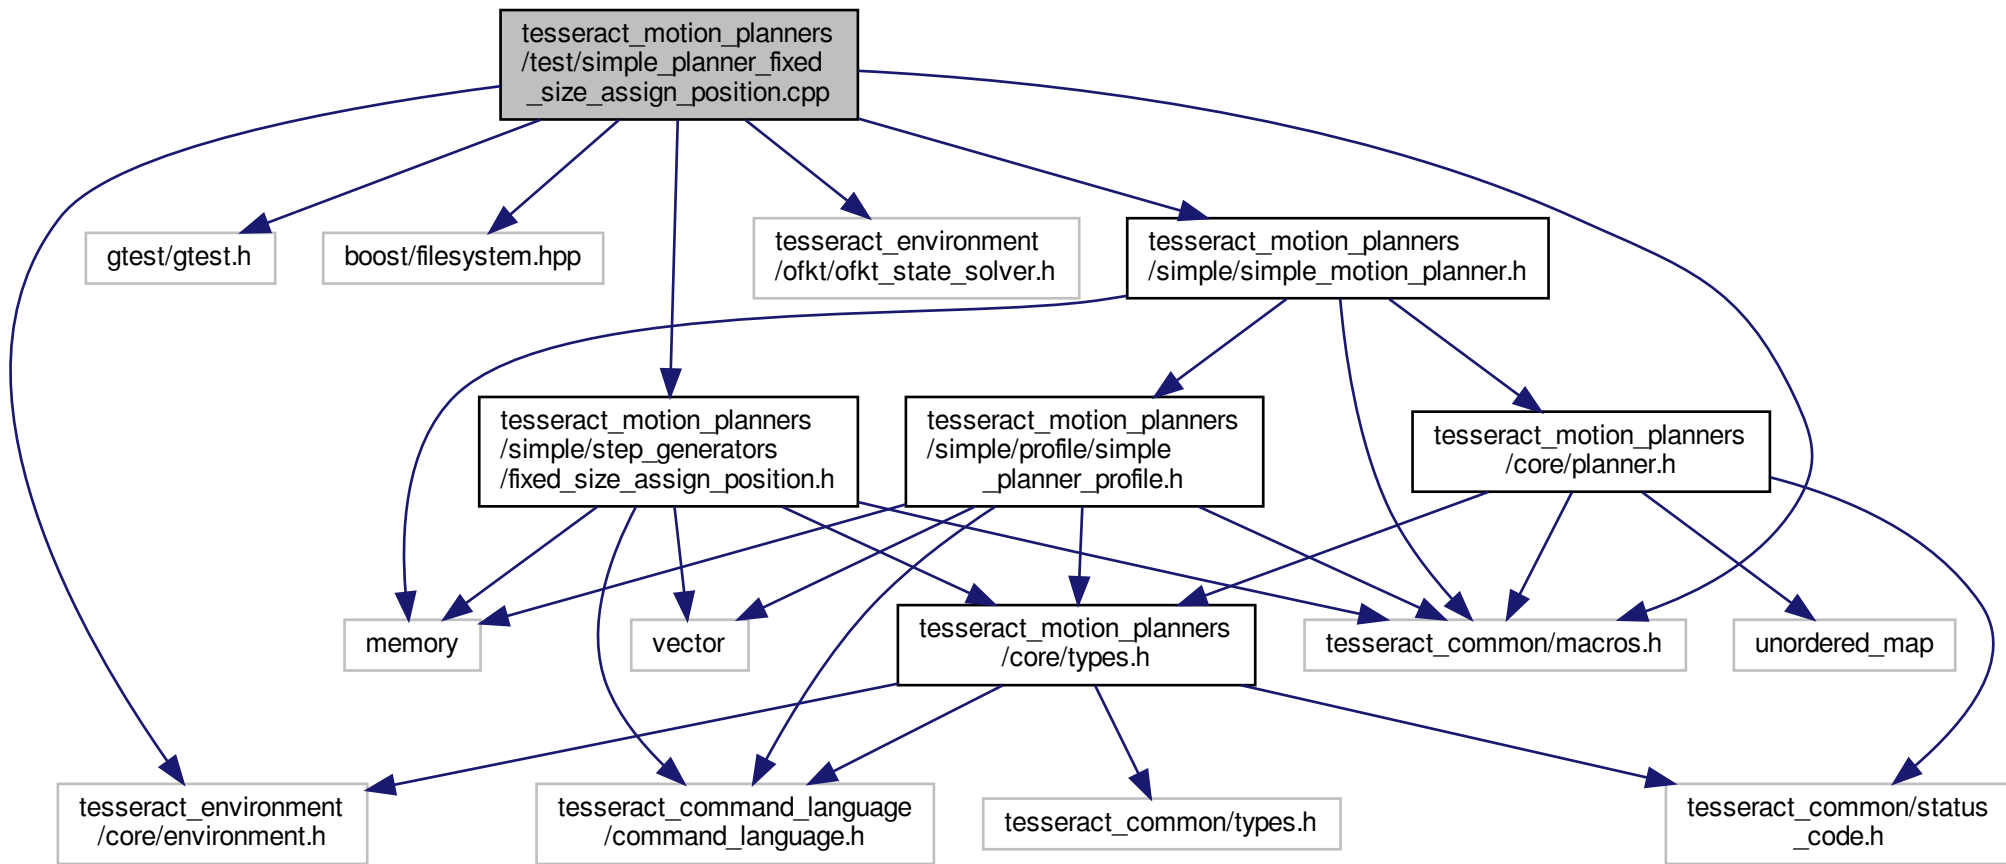 tesseract_motion_planners
/test/simple_planner_fixed
_size_assign_position.cpp
gtest/gtest.h
boost/filesystem.hpp
tesseract_environment
/ofkt/ofkt_state_solver.h
tesseract_motion_planners
/simple/simple_motion_planner.h
tesseract_motion_planners
/simple/step_generators
/fixed_size_assign_position.h
tesseract_motion_planners
/simple/profile/simple
_planner_profile.h
tesseract_motion_planners
/core/planner.h
memory
vector
tesseract_motion_planners
/core/types.h
tesseract_common/macros.h
unordered_map
tesseract_environment
/core/environment.h
tesseract_command_language
/command_language.h
tesseract_common/types.h
tesseract_common/status
_code.h